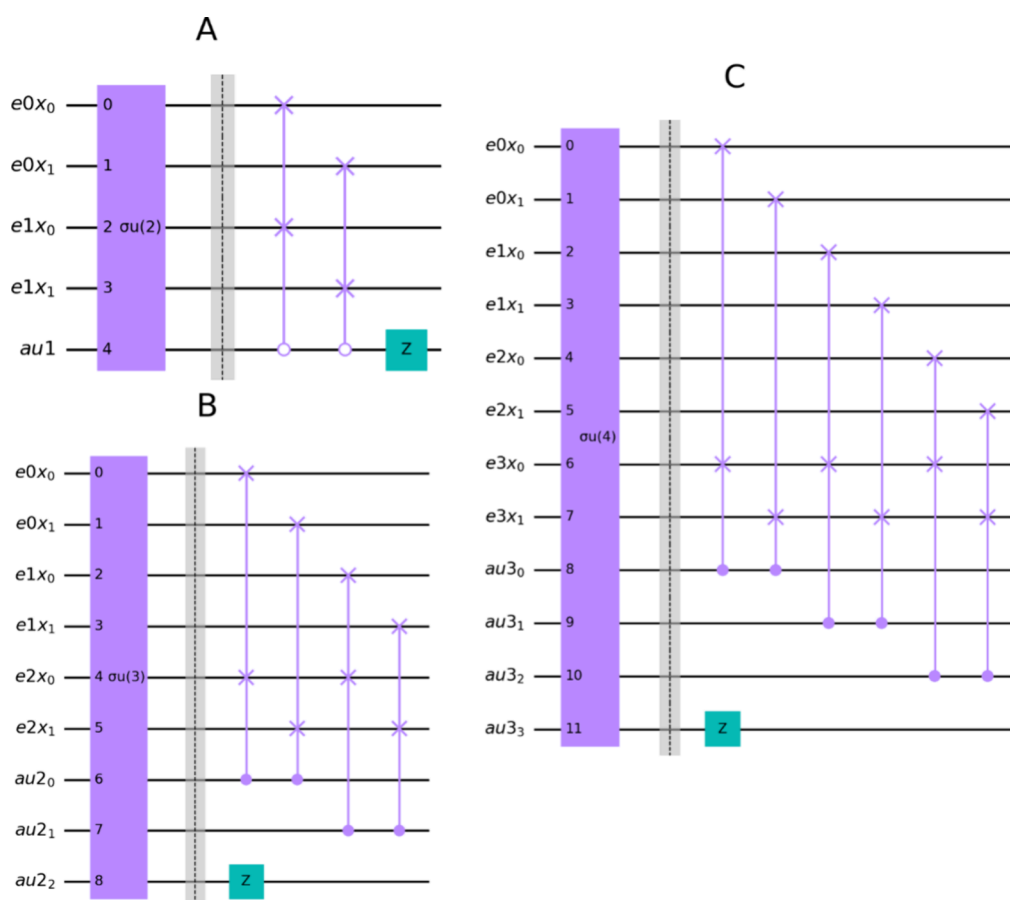 A
e0x₀ 0
e0x₁ 1
e1x₀ 2 σu(2)
e1x₁ 3
au1 4 Z
B
e0x₀ 0
e0x₁ 1
e1x₀ 2
e1x₁ 3
e2x₀ 4 σu(3)
e2x₁ 5
au2₀ 6
au2₁ 7
au2₂ 8 Z
C
e0x₀ 0
e0x₁ 1
e1x₀ 2
e1x₁ 3
e2x₀ 4
e2x₁ 5
σu(4)
e3x₀ 6
e3x₁ 7
au3₀ 8
au3₁ 9
au3₂ 10
au3₃ 11 Z